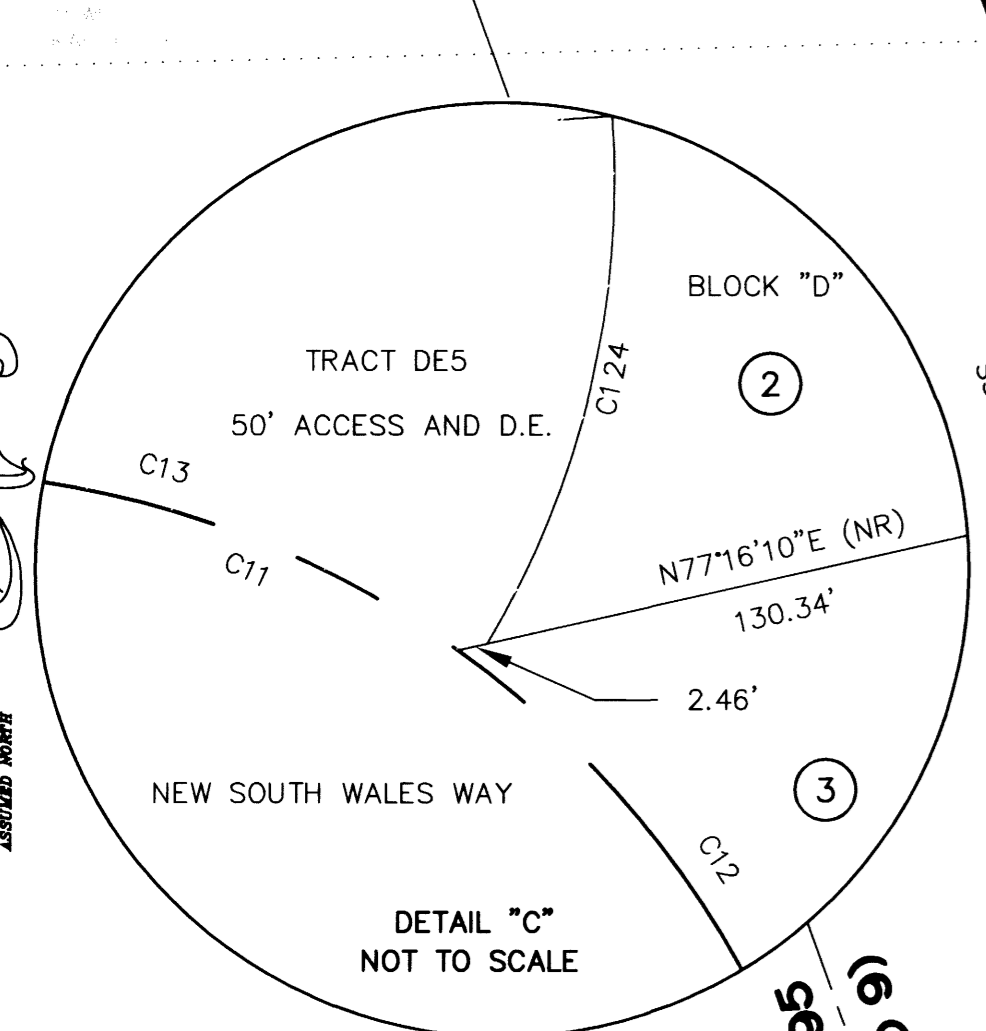 BLOCK "D"
2
TRACT DE5
50' ACCESS AND D.E.
C124
C13
C11
N77°16'10"E (NR)
130.34'
2.46'
3
NEW SOUTH WALES WAY
C12
DETAIL "C"
NOT TO SCALE
ASSUMED NORTH